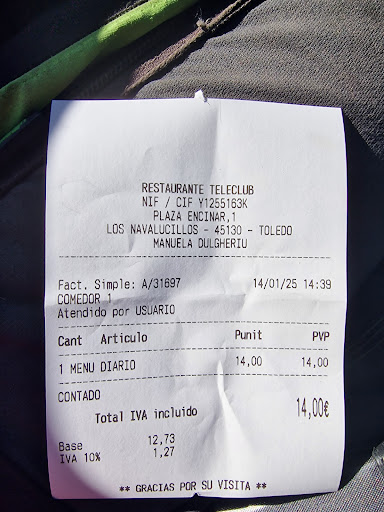 RESTAURANTE TELECLUB
NIF / CIF Y1255163K
PLAZA ENCINAR,1
LOS NAVALUCILLOS - 45130 - TOLEDO
MANUELA DULGHERIU
Fact. Simple: A/31697 14/01/25 14:39
COMEDOR 1
Atendido por USUARIO
Cant Articulo Punit PVP
1 MENU DIARIO 14,00 14,00
CONTADO
Total IVA incluido 14,00€
Base 12,73
IVA 10% 1,27
** GRACIAS POR SU VISITA **